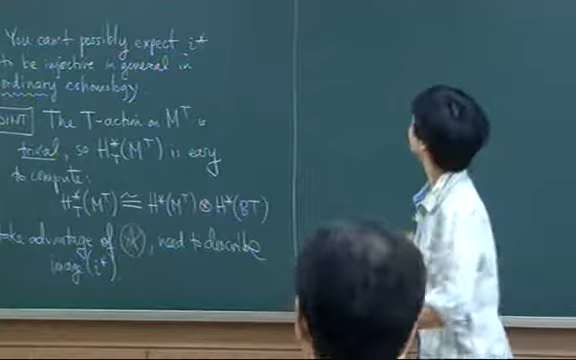 You can't possibly expect i*
to be injective in general in
ordinary cohomology.
POINT The T-action on M^T is
trivial, so H*_T(M^T) is easy
to compute:
H*_T(M^T) ≅ H*(M^T) ⊗ H*(BT)
take advantage of (*), need to describe
image(i*).